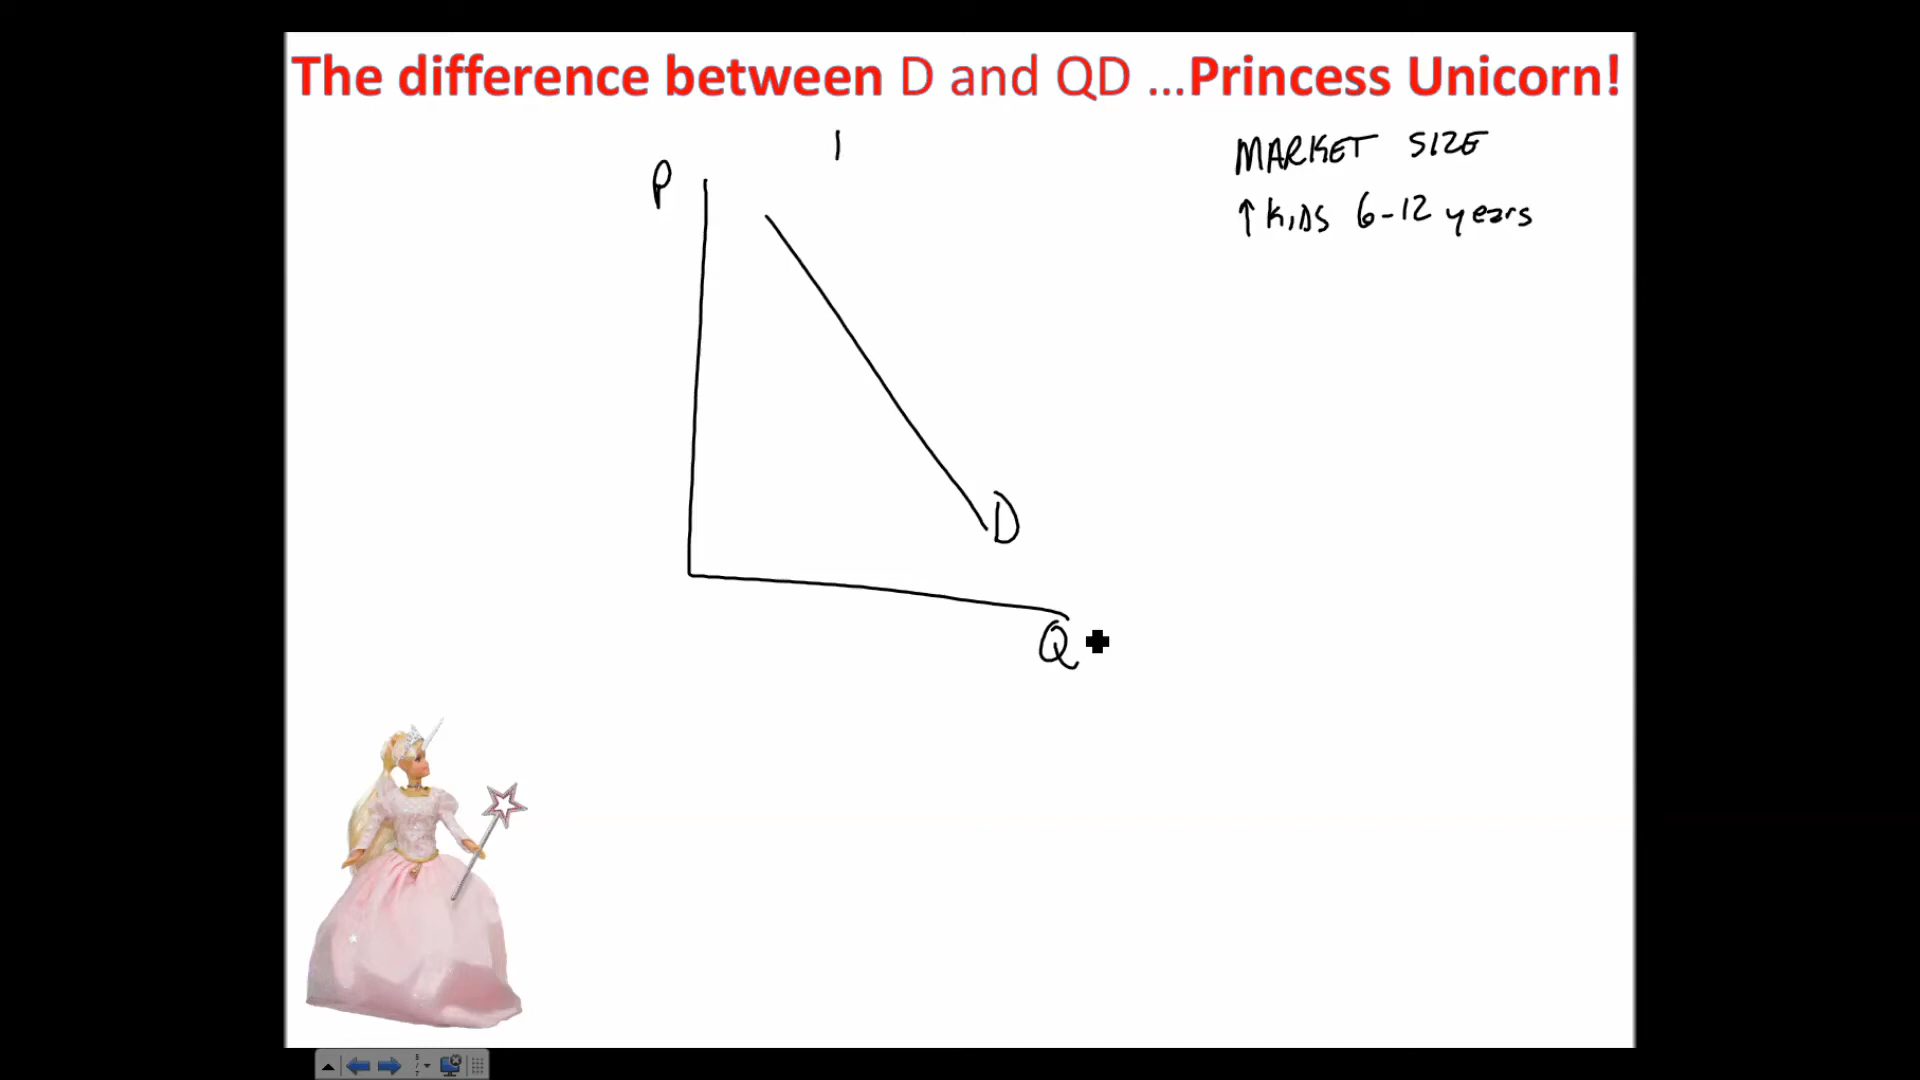 The difference between D and QD ...Princess Unicorn!
MARKET SIZE
↑ KIDS 6-12 years
P
D
Q